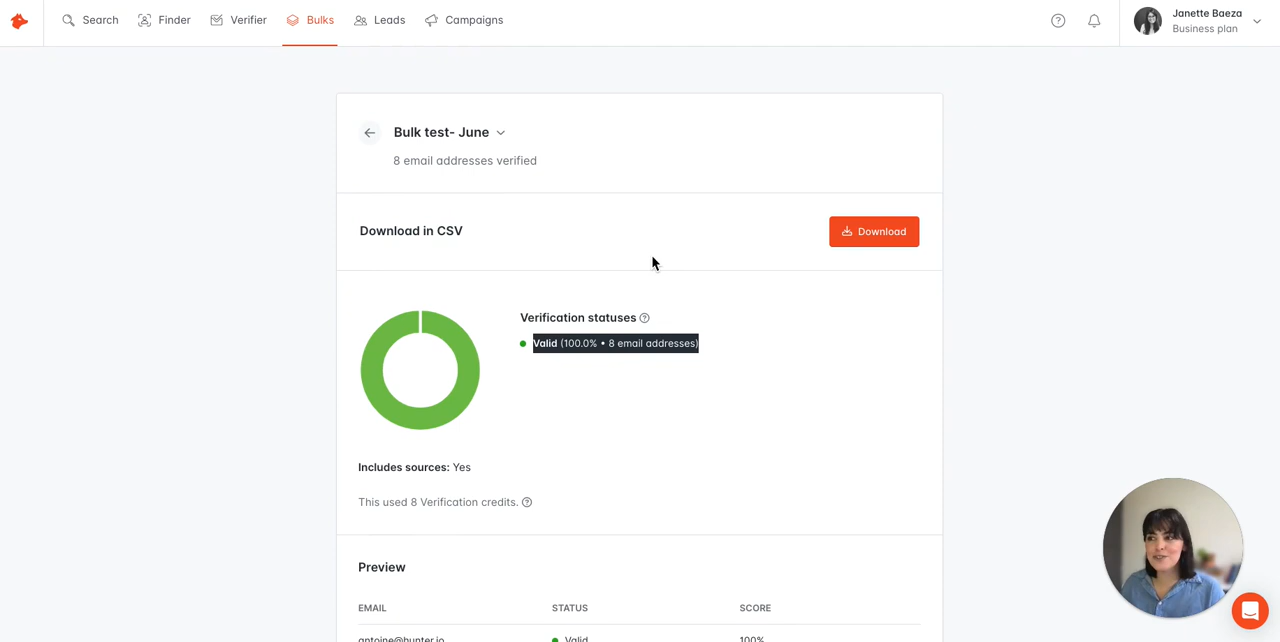 Search Finder Verifier Bulks Leads Campaigns
Janette Baeza
Business plan
Bulk test- June
8 email addresses verified
Download in CSV
Download
Verification statuses
Valid (100.0% • 8 email addresses)
Includes sources: Yes
This used 8 Verification credits.
Preview
EMAIL STATUS SCORE
antoine@hunter.io Valid 100%